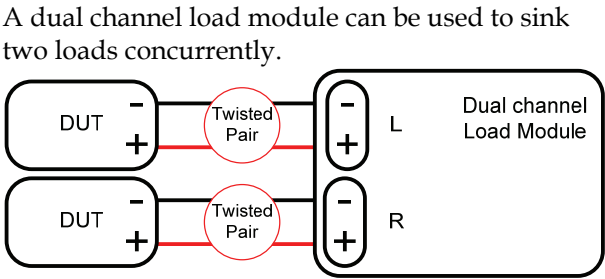 A dual channel load module can be used to sink
two loads concurrently.
DUT - + Twisted Pair - + L Dual channel
Load Module
DUT - + Twisted Pair - + R